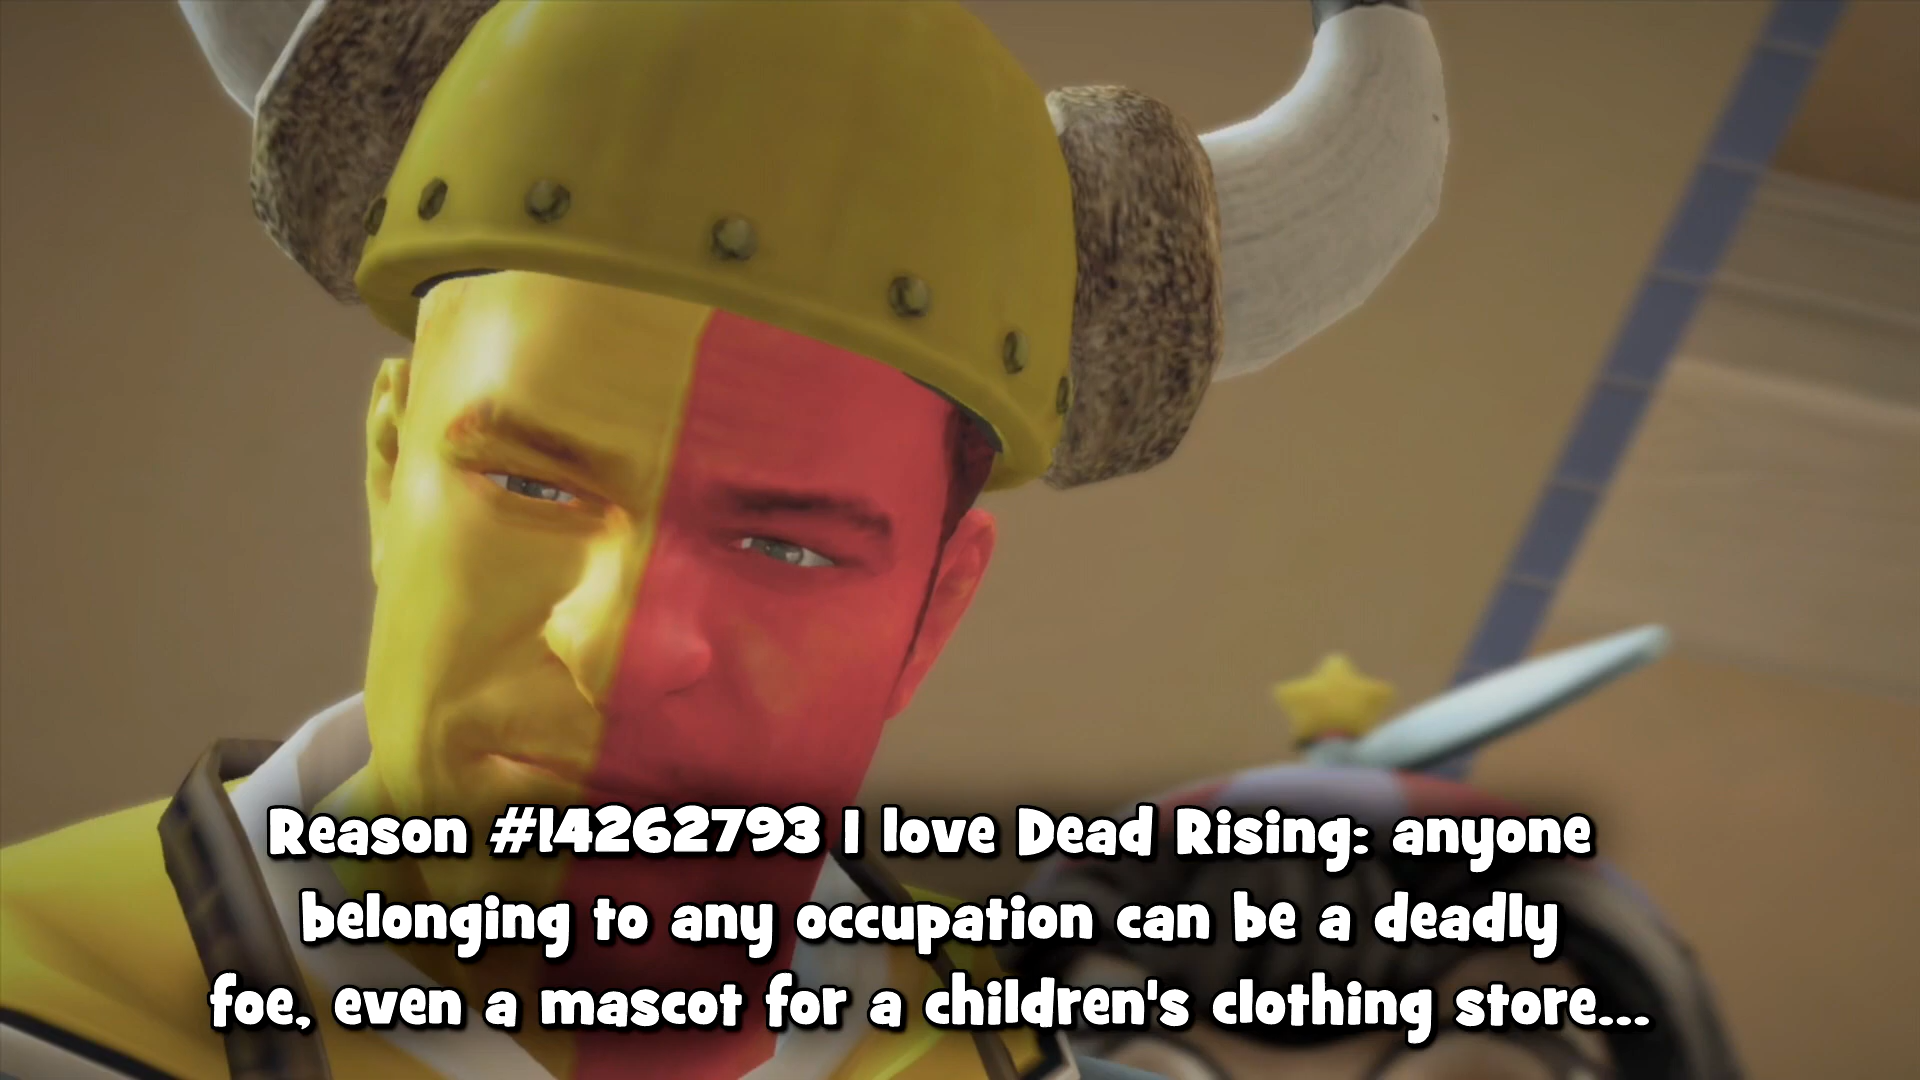 Reason #14262793 I love Dead Rising: anyone
belonging to any occupation can be a deadly
foe, even a mascot for a children's clothing store...